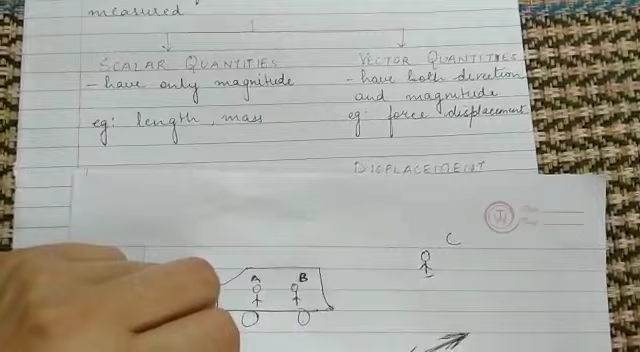 measured
SCALAR QUANTITIES
- have only magnitude
eg: length, mass
VECTOR QUANTITIES
- have both direction
and magnitude
eg: force displacement
DISPLACEMENT
C
A B